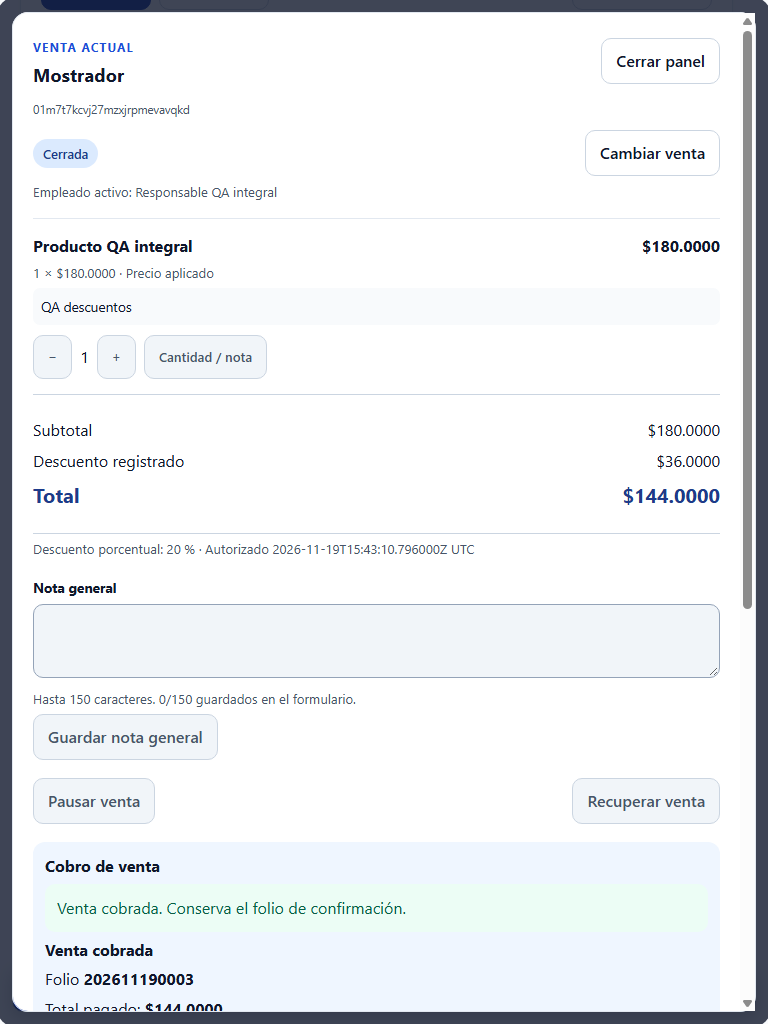 VENTA ACTUAL
Cerrar panel
Mostrador
01m7t7kcvj27mzxjrpmevavqkd
Cerrada
Cambiar venta
Empleado activo: Responsable QA integral
Producto QA integral $180.0000
1 × $180.0000 · Precio aplicado
QA descuentos
− 1 + Cantidad / nota
Subtotal $180.0000
Descuento registrado $36.0000
Total $144.0000
Descuento porcentual: 20 % · Autorizado 2026-11-19T15:43:10.796000Z UTC
Nota general
Hasta 150 caracteres. 0/150 guardados en el formulario.
Guardar nota general
Pausar venta Recuperar venta
Cobro de venta
Venta cobrada. Conserva el folio de confirmación.
Venta cobrada
Folio 202611190003
Total pagado: $144.0000